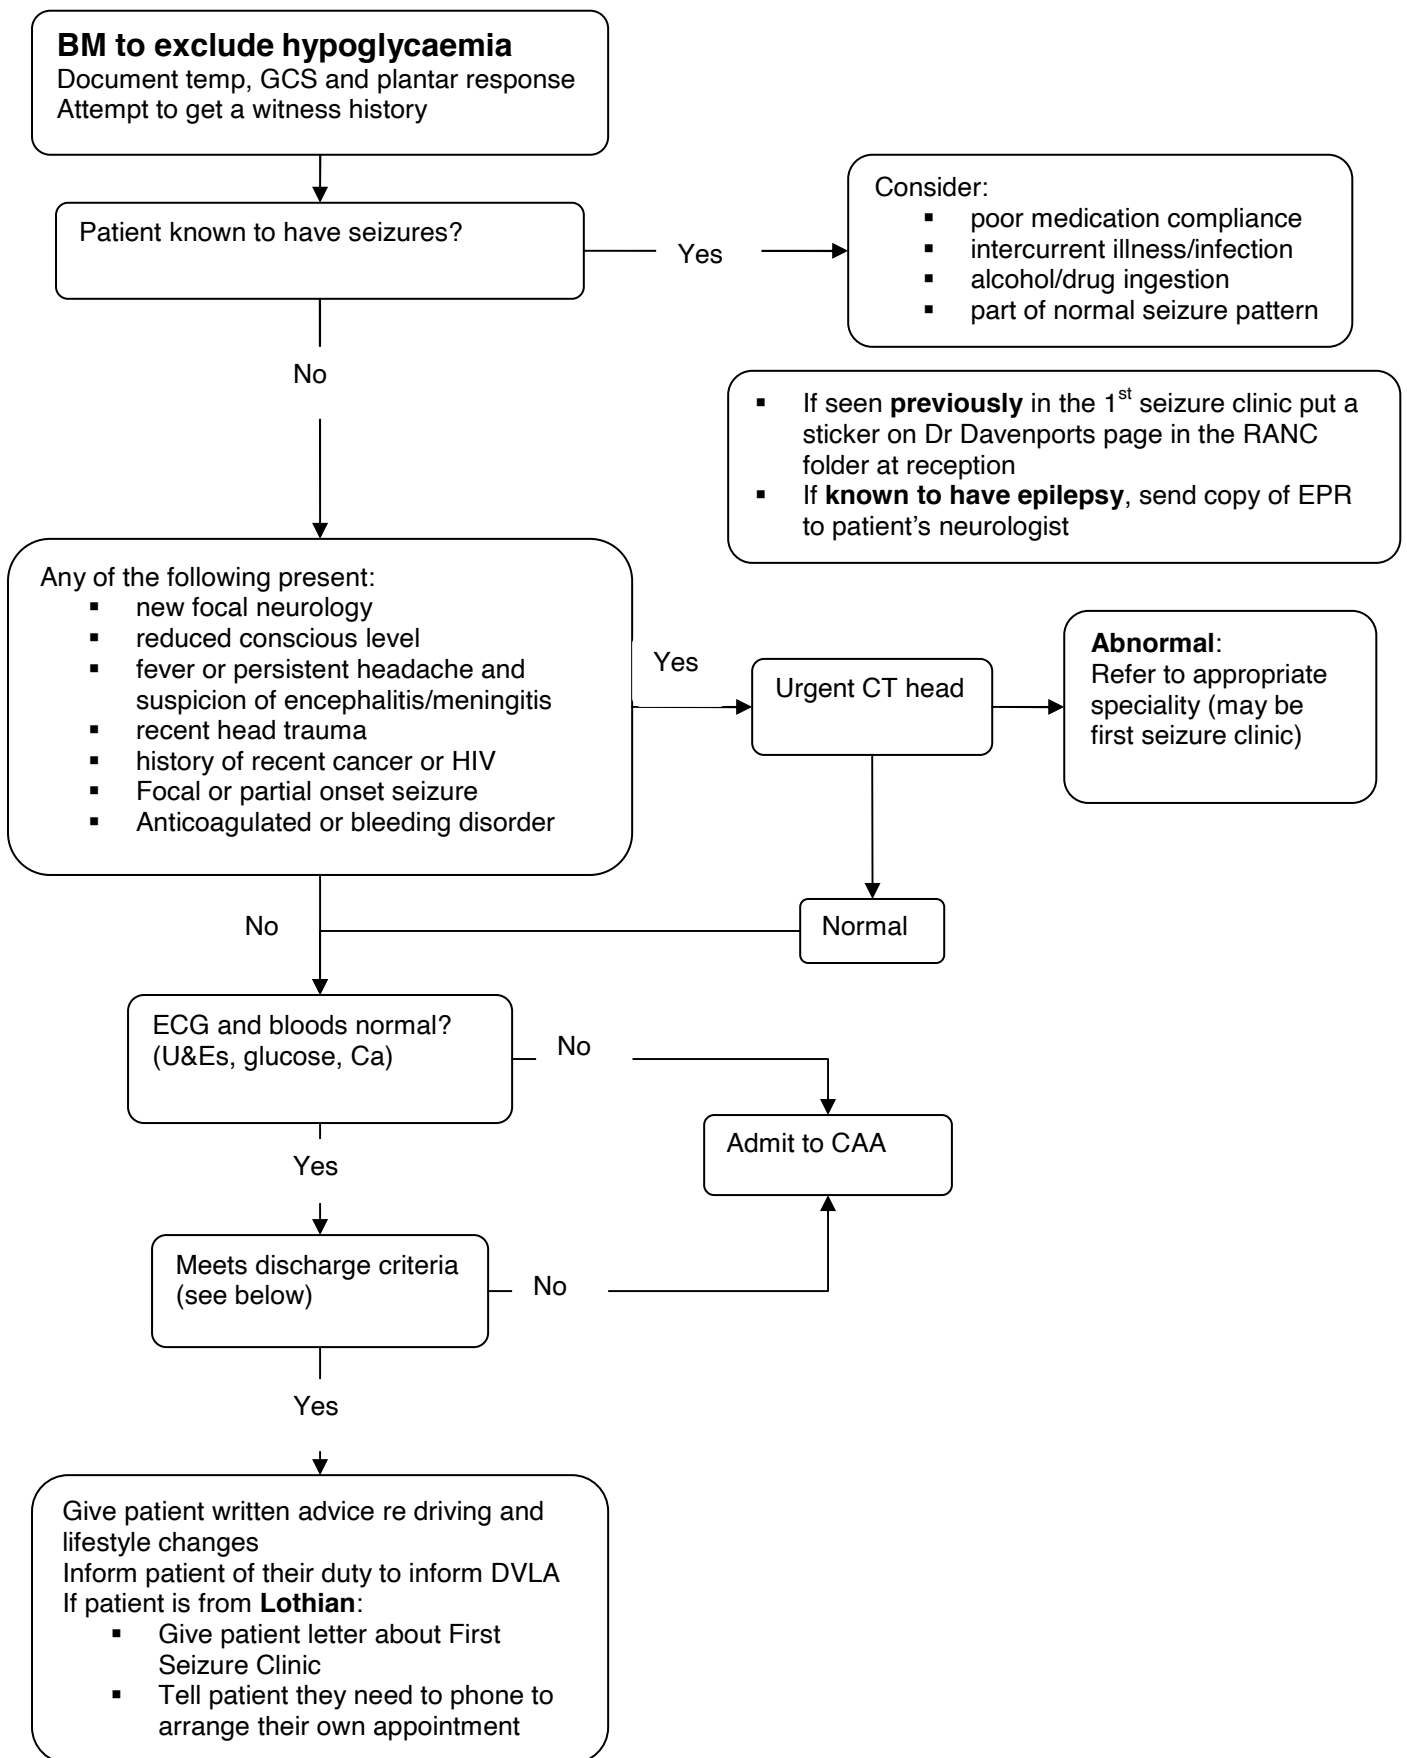 BM to exclude hypoglycaemia
Document temp, GCS and plantar response
Attempt to get a witness history
Patient known to have seizures?
Yes
Consider:
▪ poor medication compliance
▪ intercurrent illness/infection
▪ alcohol/drug ingestion
▪ part of normal seizure pattern
No
▪ If seen previously in the 1st seizure clinic put a
sticker on Dr Davenports page in the RANC
folder at reception
▪ If known to have epilepsy, send copy of EPR
to patient’s neurologist
Any of the following present:
▪ new focal neurology
▪ reduced conscious level
▪ fever or persistent headache and
suspicion of encephalitis/meningitis
▪ recent head trauma
▪ history of recent cancer or HIV
▪ Focal or partial onset seizure
▪ Anticoagulated or bleeding disorder
Yes
Urgent CT head
Abnormal:
Refer to appropriate
speciality (may be
first seizure clinic)
No
Normal
ECG and bloods normal?
(U&Es, glucose, Ca)
No
Admit to CAA
Yes
Meets discharge criteria
(see below)
No
Yes
Give patient written advice re driving and
lifestyle changes
Inform patient of their duty to inform DVLA
If patient is from Lothian:
▪ Give patient letter about First
Seizure Clinic
▪ Tell patient they need to phone to
arrange their own appointment